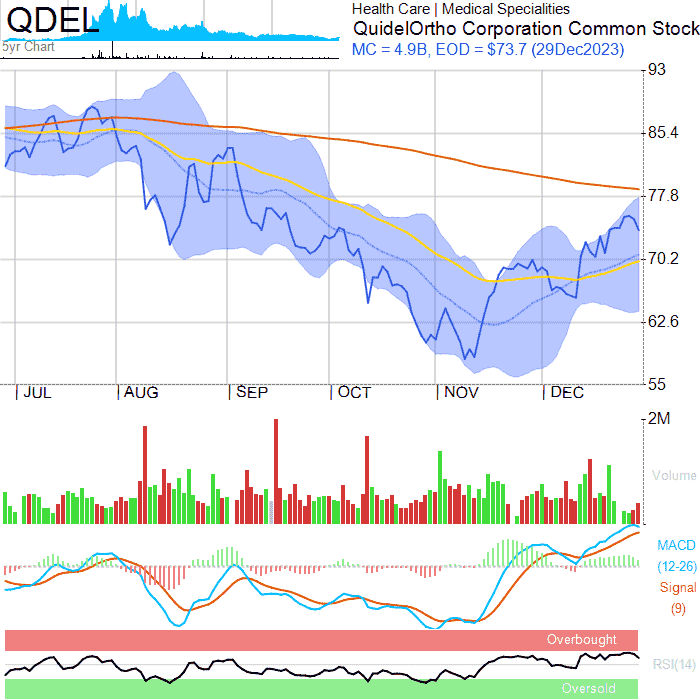 QDEL
5yr Chart
Health Care | Medical Specialities
QuidelOrtho Corporation Common Stock
MC = 4.9B, EOD = $73.7 (29Dec2023)
93
85.4
77.8
70.2
62.6
55
JUL AUG SEP OCT NOV DEC
2M
Volume
MACD
(12-26)
Signal
(9)
Overbought
RSI(14)
Oversold